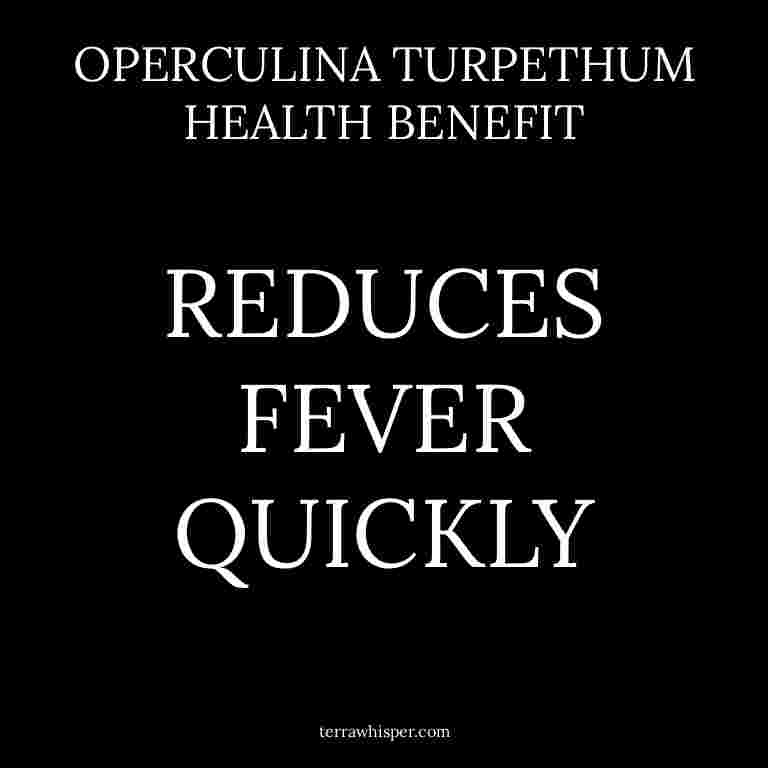 OPERCULINA TURPETHUM
HEALTH BENEFIT
REDUCES
FEVER
QUICKLY
terrawhisper.com